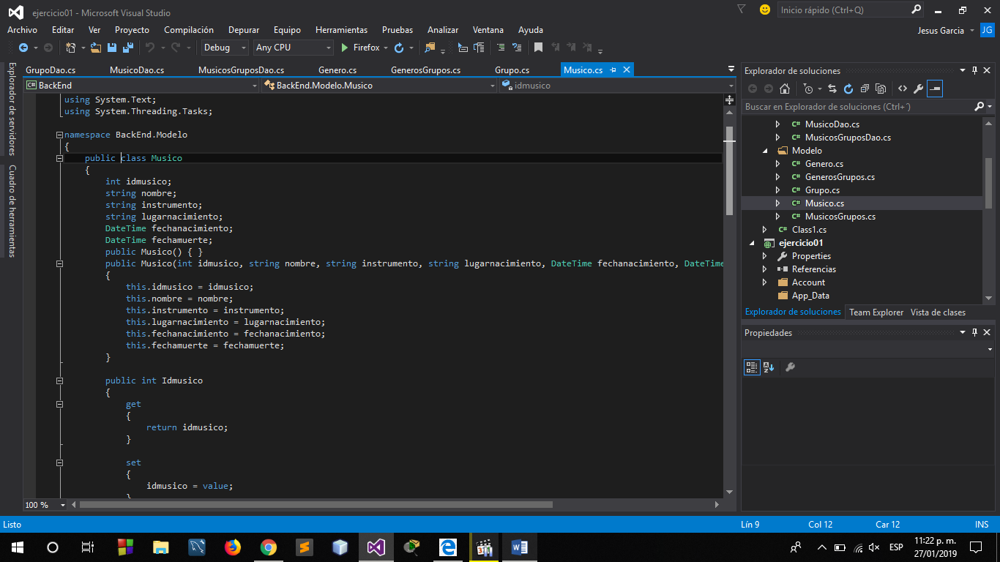 ejercicio01 - Microsoft Visual Studio
Inicio rápido (Ctrl+Q)
Archivo Editar Ver Proyecto Compilación Depurar Equipo Herramientas Pruebas Analizar Ventana Ayuda
Jesus Garcia JG
Debug Any CPU Firefox
Explorador de servidores
Cuadro de herramientas
GrupoDao.cs MusicoDao.cs MusicosGruposDao.cs Genero.cs GenerosGrupos.cs Grupo.cs Musico.cs
C# BackEnd BackEnd.Modelo.Musico idmusico
using System.Text;
using System.Threading.Tasks;
namespace BackEnd.Modelo
{
public class Musico
{
int idmusico;
string nombre;
string instrumento;
string lugarnacimiento;
DateTime fechanacimiento;
DateTime fechamuerte;
public Musico() { }
public Musico(int idmusico, string nombre, string instrumento, string lugarnacimiento, DateTime fechanacimiento, DateTime
{
this.idmusico = idmusico;
this.nombre = nombre;
this.instrumento = instrumento;
this.lugarnacimiento = lugarnacimiento;
this.fechanacimiento = fechanacimiento;
this.fechamuerte = fechamuerte;
}
public int Idmusico
{
get
{
return idmusico;
}
set
{
idmusico = value;
}
100 %
Explorador de soluciones
Buscar en Explorador de soluciones (Ctrl+´)
C# MusicoDao.cs
C# MusicosGruposDao.cs
Modelo
C# Genero.cs
C# GenerosGrupos.cs
C# Grupo.cs
C# Musico.cs
C# MusicosGrupos.cs
C# Class1.cs
ejercicio01
Properties
Referencias
Account
App_Data
Explorador de soluciones Team Explorer Vista de clases
Propiedades
Listo Lín 9 Col 12 Car 12 INS
ESP
11:22 p. m.
27/01/2019